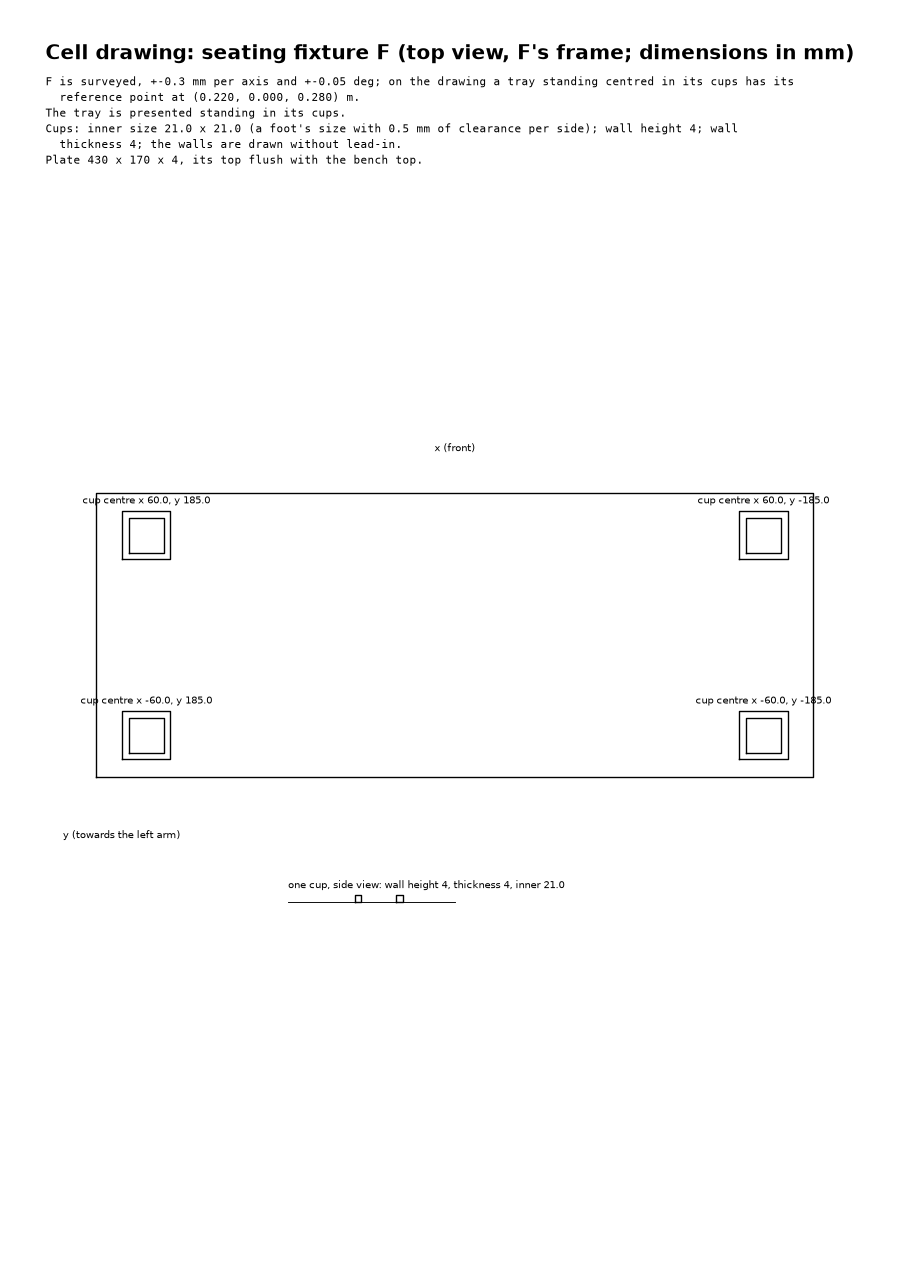 Cell drawing: seating fixture F (top view, F's frame; dimensions in mm)
F is surveyed, +-0.3 mm per axis and +-0.05 deg; on the drawing a tray standing centred in its cups has its
reference point at (0.220, 0.000, 0.280) m.
The tray is presented standing in its cups.
Cups: inner size 21.0 x 21.0 (a foot's size with 0.5 mm of clearance per side); wall height 4; wall
thickness 4; the walls are drawn without lead-in.
Plate 430 x 170 x 4, its top flush with the bench top.
x (front)
cup centre x 60.0, y 185.0
cup centre x 60.0, y -185.0
cup centre x -60.0, y 185.0
cup centre x -60.0, y -185.0
y (towards the left arm)
one cup, side view: wall height 4, thickness 4, inner 21.0